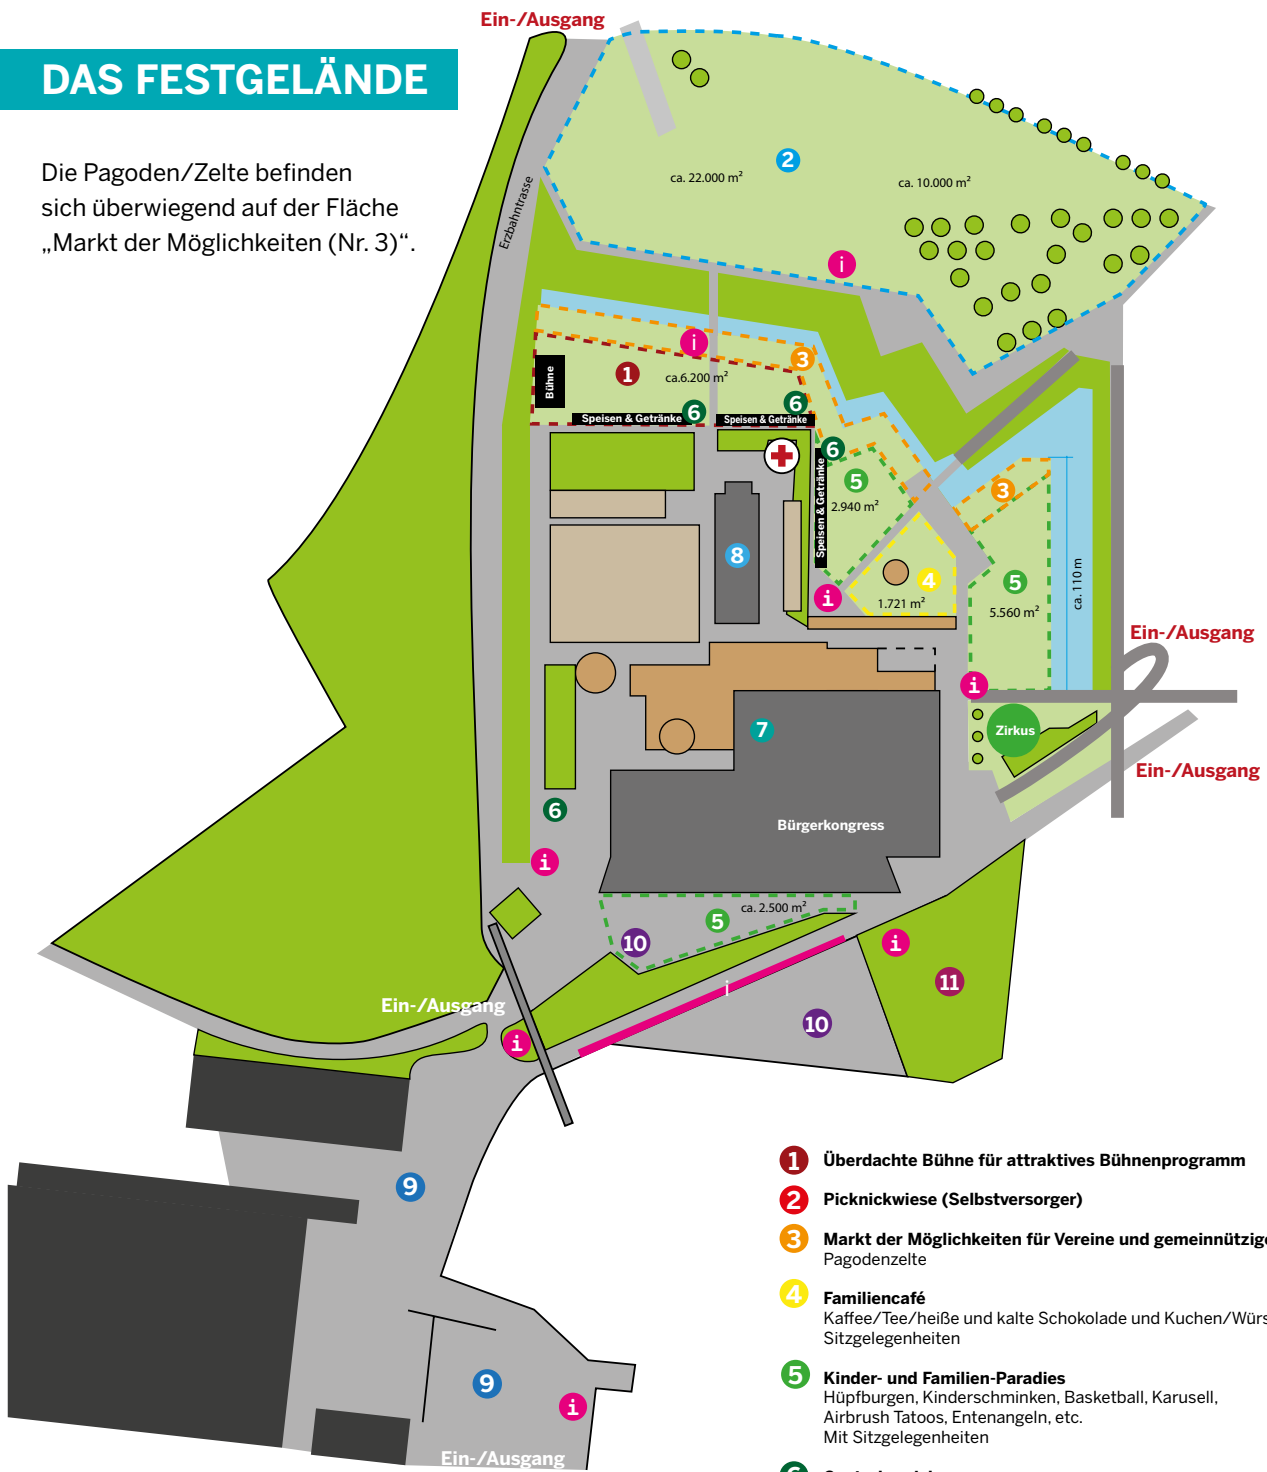 Ein-/Ausgang
DAS FESTGELÄNDE
Die Pagoden/Zelte befinden
sich überwiegend auf der Fläche
„Markt der Möglichkeiten (Nr. 3)“.
Erzbahntrasse
2
ca. 22.000 m²
ca. 10.000 m²
i
i
3
1
ca.6.200 m²
Bühne
6
6
Speisen & Getränke
Speisen & Getränke
6
Speisen & Getränke
5
2.940 m²
3
8
4
1.721 m²
i
5
5.560 m²
ca. 110 m
Ein-/Ausgang
i
7
Zirkus
Ein-/Ausgang
6
Bürgerkongress
i
ca. 2.500 m²
5
10
i
11
i
Ein-/Ausgang
10
i
9
9
i
Ein-/Ausgang
1 Überdachte Bühne für attraktives Bühnenprogramm
2 Picknickwiese (Selbstversorger)
3 Markt der Möglichkeiten für Vereine und gemeinnützige
Pagodenzelte
4 Familiencafé
Kaffee/Tee/heiße und kalte Schokolade und Kuchen/Würs
Sitzgelegenheiten
5 Kinder- und Familien-Paradies
Hüpfburgen, Kinderschminken, Basketball, Karusell,
Airbrush Tatoos, Entenangeln, etc.
Mit Sitzgelegenheiten